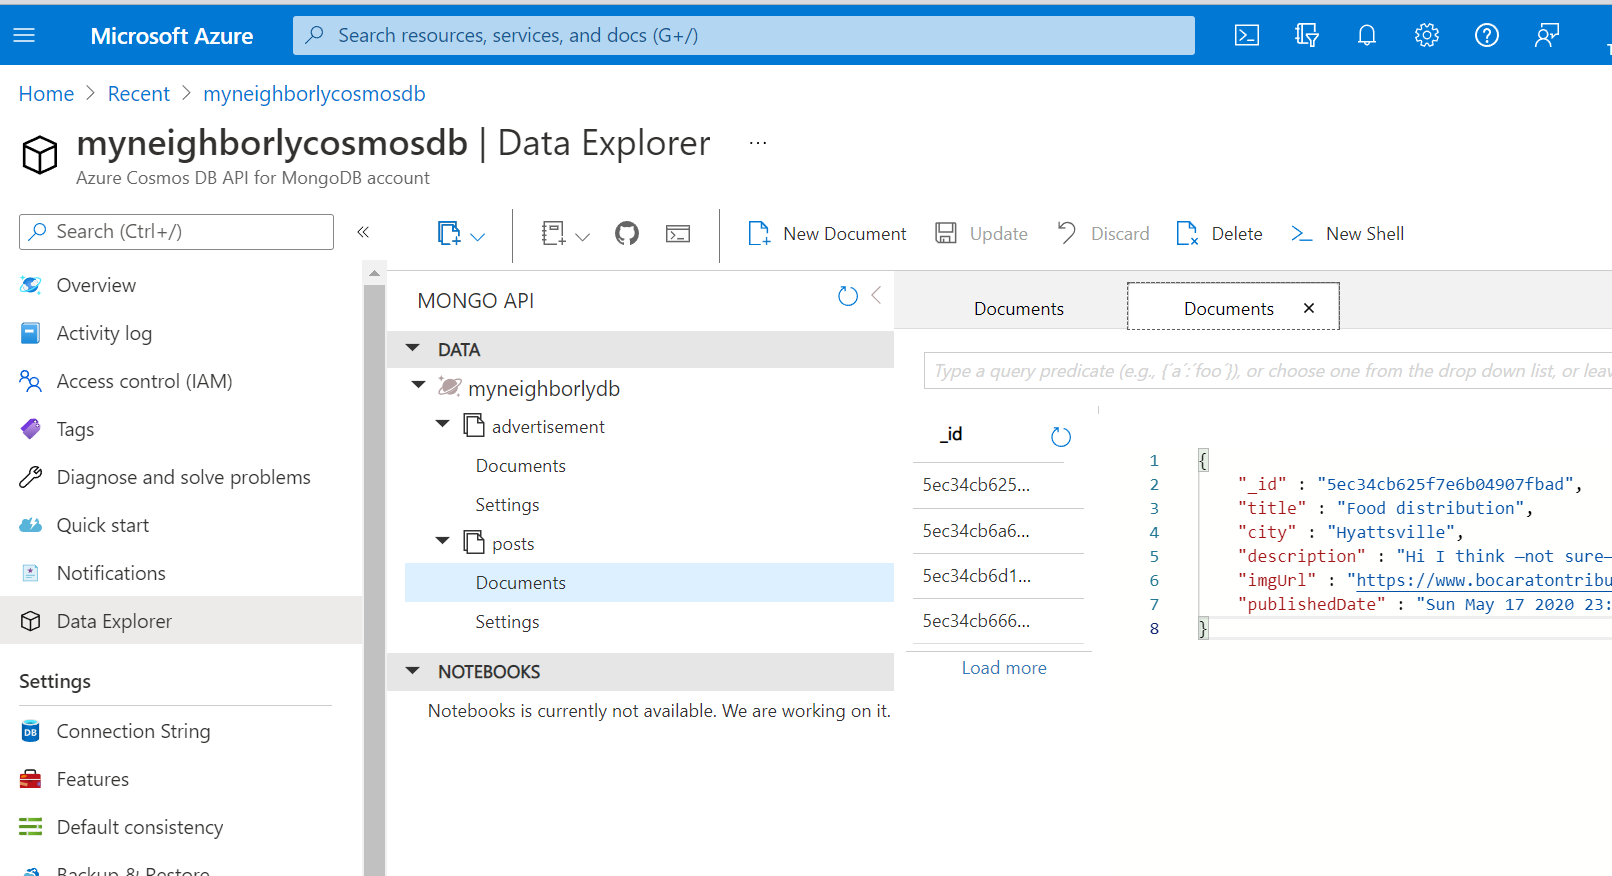 Microsoft Azure
Search resources, services, and docs (G+/)
Home > Recent > myneighborlycosmosdb
myneighborlycosmosdb | Data Explorer ...
Azure Cosmos DB API for MongoDB account
Search (Ctrl+/)
«
New Document
Update
Discard
Delete
New Shell
Overview
Activity log
Access control (IAM)
Tags
Diagnose and solve problems
Quick start
Notifications
Data Explorer
Settings
Connection String
Features
Default consistency
Backup & Restore
MONGO API
DATA
myneighborlydb
advertisement
Documents
Settings
posts
Documents
Settings
NOTEBOOKS
Notebooks is currently not available. We are working on it.
Documents
Documents
Type a query predicate (e.g., {´a´:´foo´}), or choose one from the drop down list, or leav
_id
5ec34cb625...
5ec34cb6a6...
5ec34cb6d1...
5ec34cb666...
Load more
1 {
2 "_id" : "5ec34cb625f7e6b04907fbad",
3 "title" : "Food distribution",
4 "city" : "Hyattsville",
5 "description" : "Hi I think —not sure—
6 "imgUrl" : "https://www.bocaratontribu
7 "publishedDate" : "Sun May 17 2020 23:
8 }